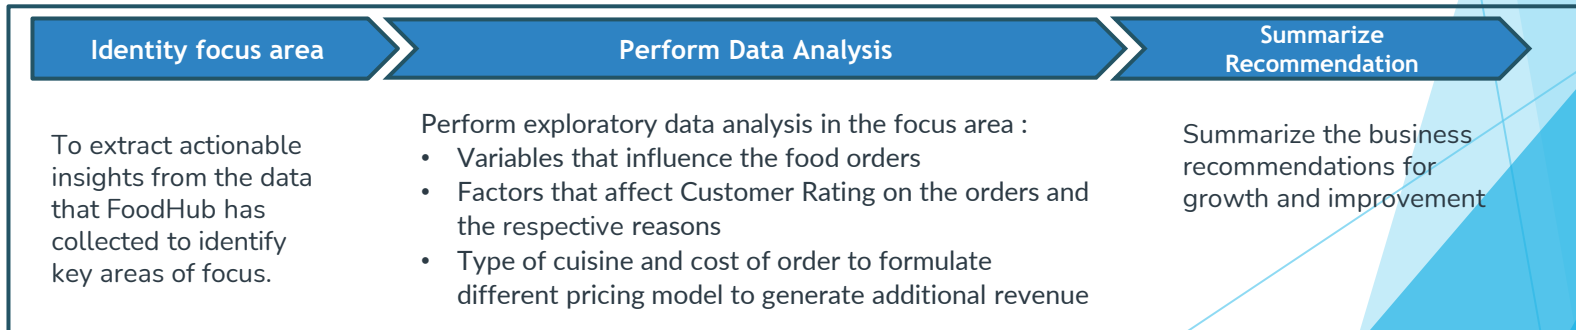 Identity focus area
Perform Data Analysis
Summarize
Recommendation
To extract actionable
insights from the data
that FoodHub has
collected to identify
key areas of focus.
Perform exploratory data analysis in the focus area :
• Variables that influence the food orders
• Factors that affect Customer Rating on the orders and
the respective reasons
• Type of cuisine and cost of order to formulate
different pricing model to generate additional revenue
Summarize the business
recommendations for
growth and improvement